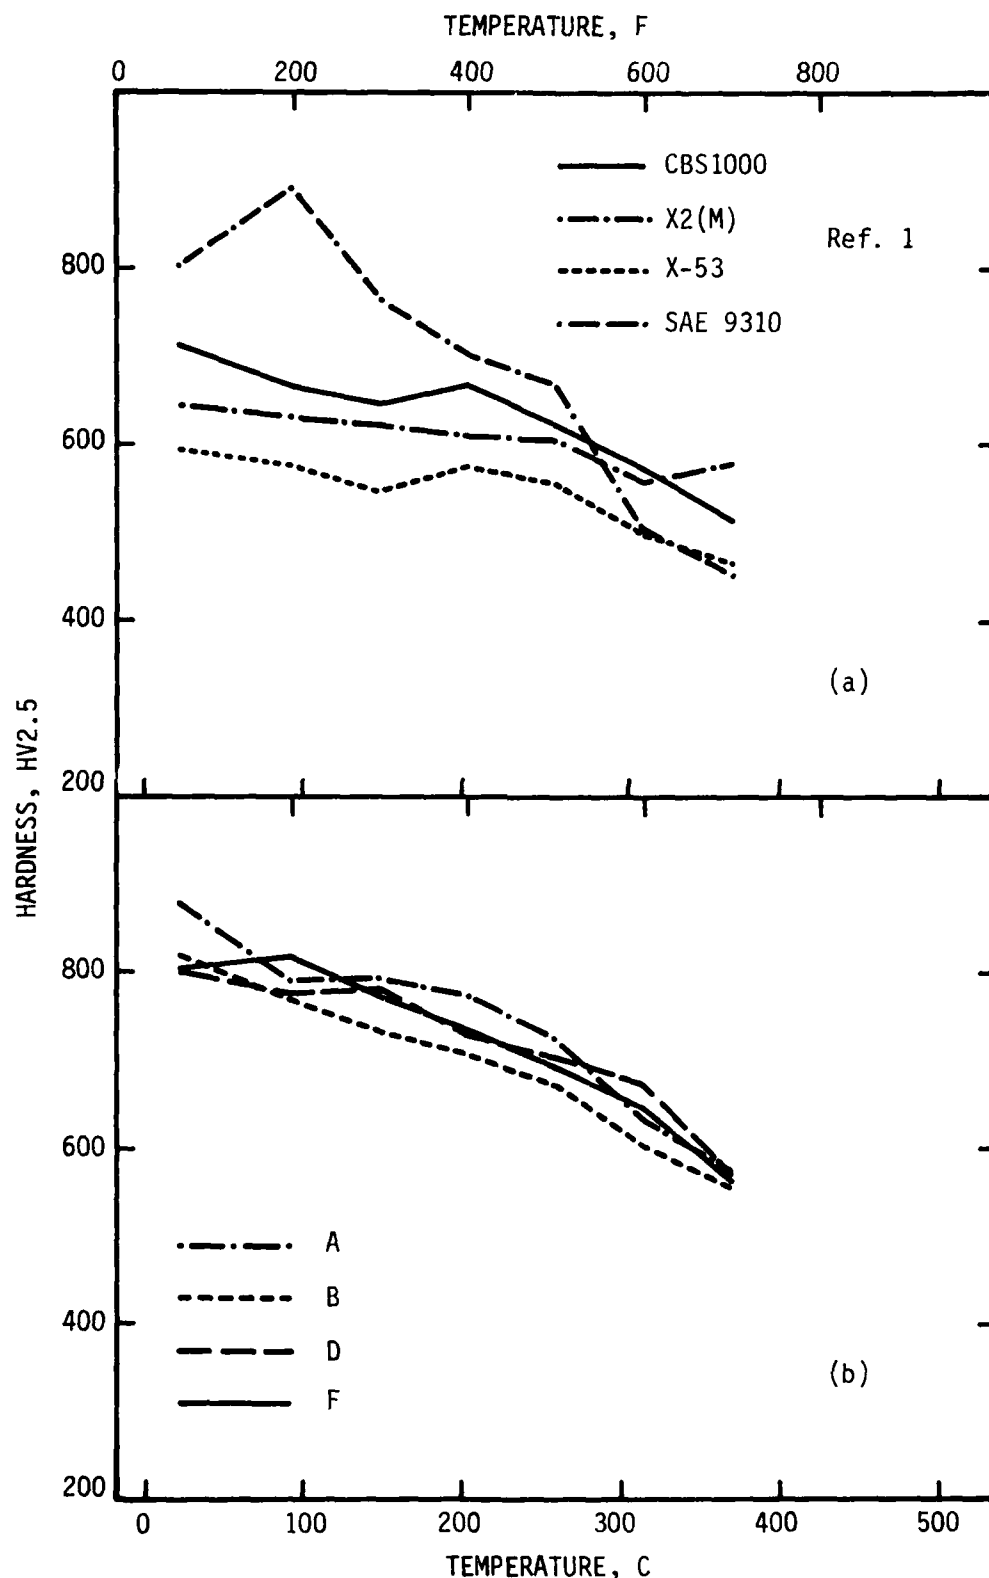 TEMPERATURE, F
0 200 400 600 800
CBS1000
X2(M)
Ref. 1
X-53
SAE 9310
800
600
400
200
(a)
HARDNESS, HV2.5
800
600
400
200
A
B
D
F
(b)
0 100 200 300 400 500
TEMPERATURE, C